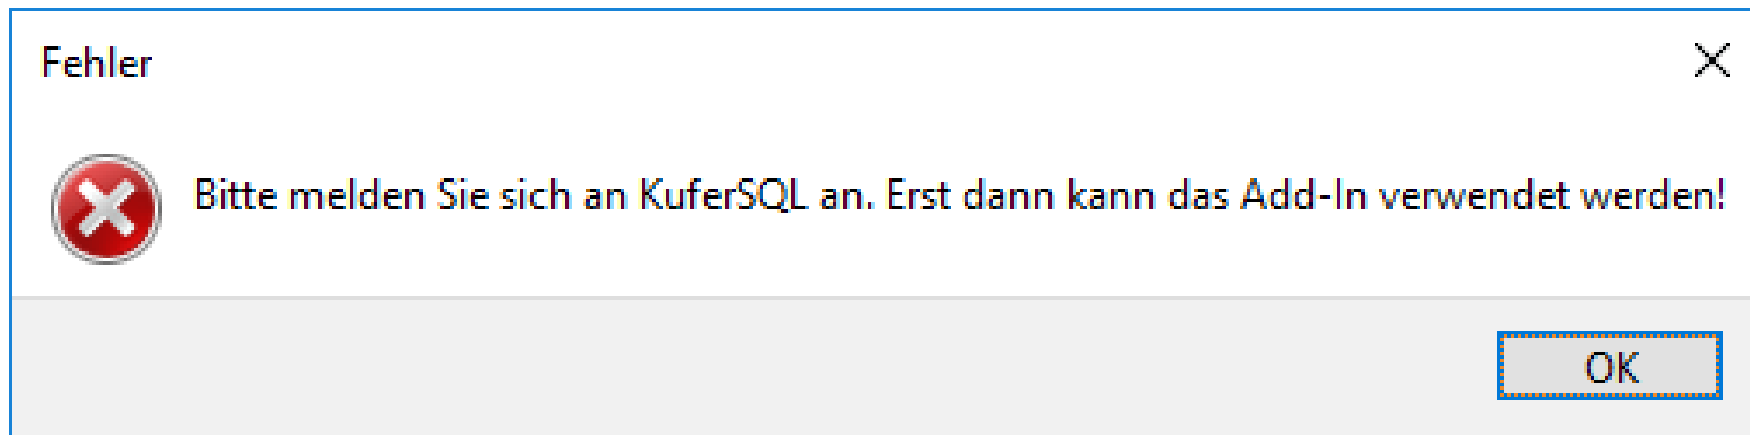 Fehler
Bitte melden Sie sich an KuferSQL an. Erst dann kann das Add-In verwendet werden!
OK